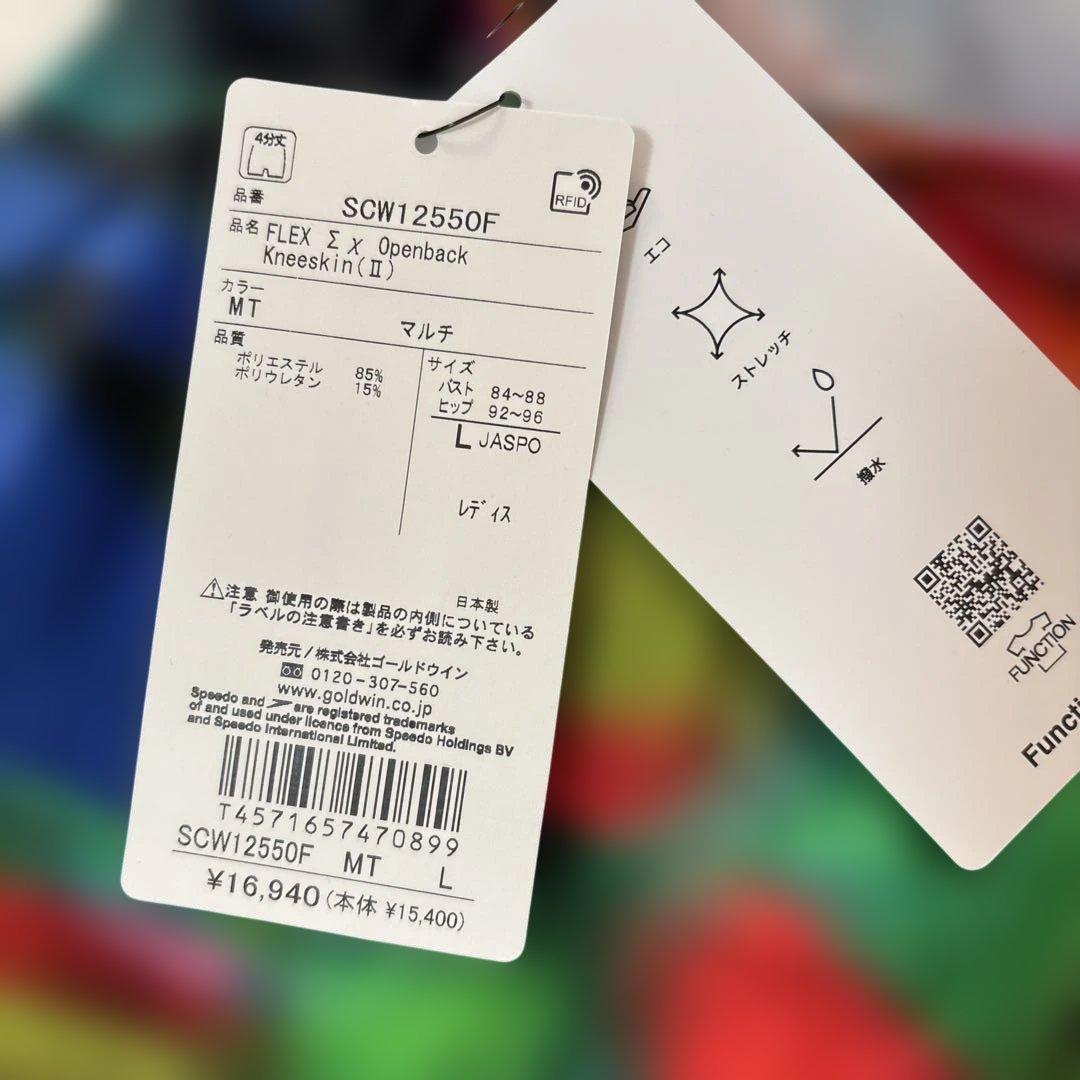 4分丈
RFID
品番 SCW12550F
品名 FLEX Σχ Openback
Kneeskin(Ⅱ)
カラー
MT マルチ
品質
ポリエステル 85%
ポリウレタン 15%
サイズ
バスト 84~88
ヒップ 92~96
L JASPO
レディス
日本製
⚠注意 御使用の際は製品の内側についている
「ラベルの注意書き」を必ずお読み下さい。
発売元/株式会社ゴールドウイン
0120-307-560
www.goldwin.co.jp
Speedo and are registered trademarks
of and used under licence from Speedo Holdings BV
and Speedo International Limited.
T4571657470899
SCW12550F MT L
¥16,940(本体 ¥15,400)
エコ
ストレッチ
撥水
FUNCTION